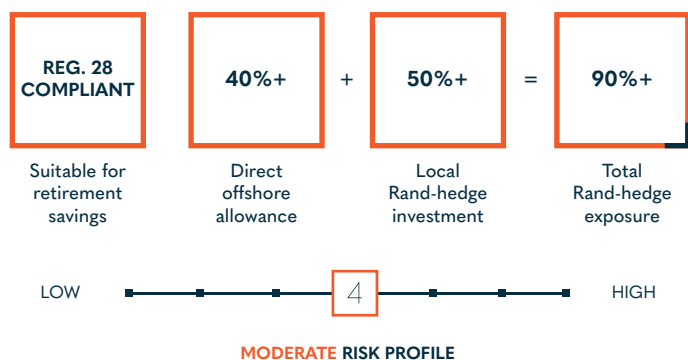 REG. 28
COMPLIANT
40%+
+
50%+
=
90%+
Suitable for
retirement
savings
Direct
offshore
allowance
Local
Rand-hedge
investment
Total
Rand-hedge
exposure
LOW
4
HIGH
MODERATE RISK PROFILE